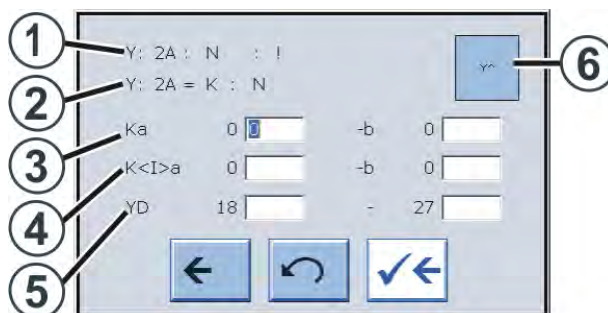 1
Y: 2A : N : !
2
Y: 2A = K : N
Y^
6
3
Ka 0 0 -b 0
4
K<I>a 0 -b 0
5
YD 18 - 27